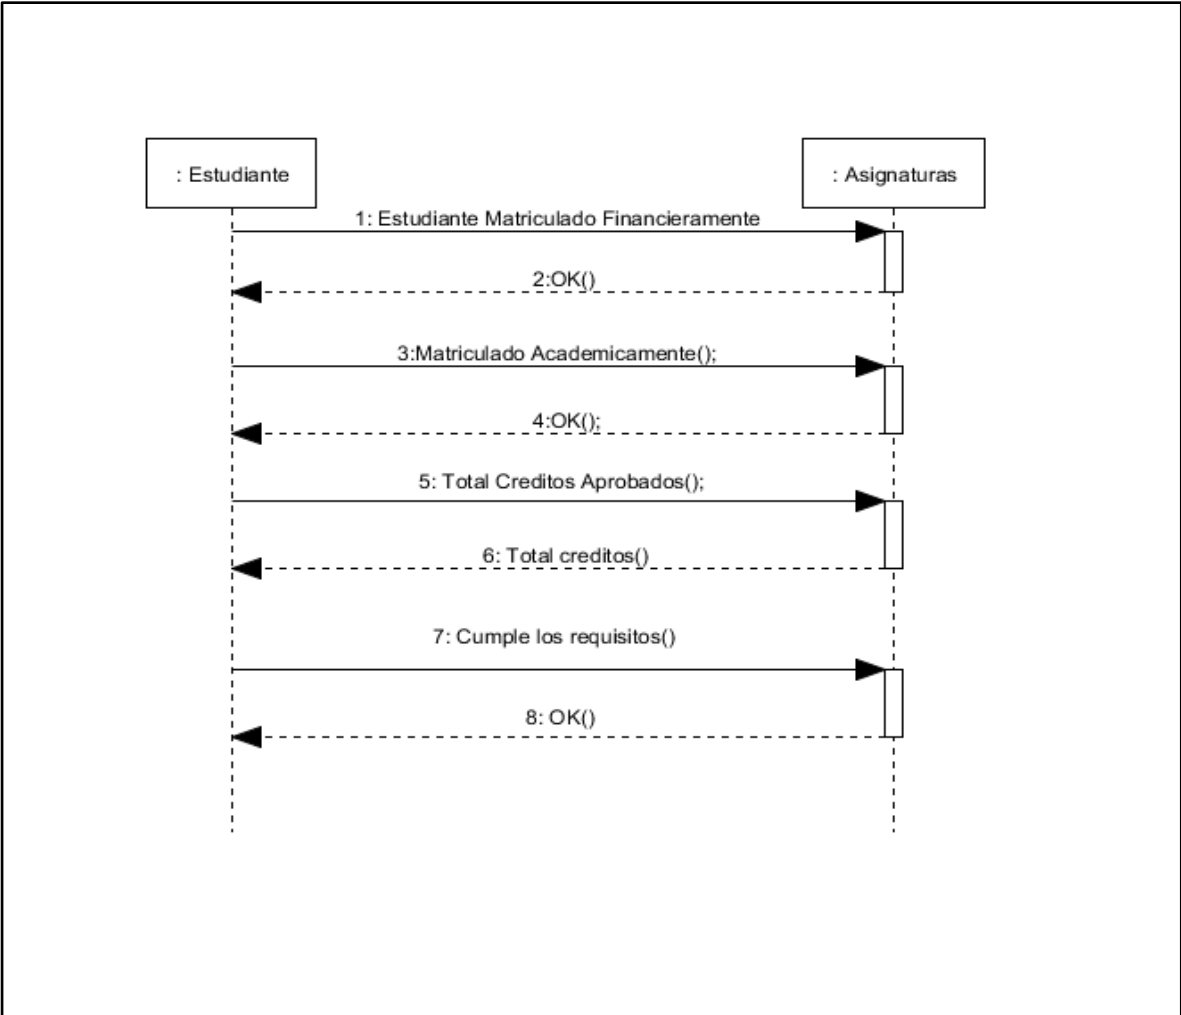 : Estudiante
: Asignaturas
1: Estudiante Matriculado Financieramente
2:OK()
3:Matriculado Academicamente();
4:OK();
5: Total Creditos Aprobados();
6: Total creditos()
7: Cumple los requisitos()
8: OK()